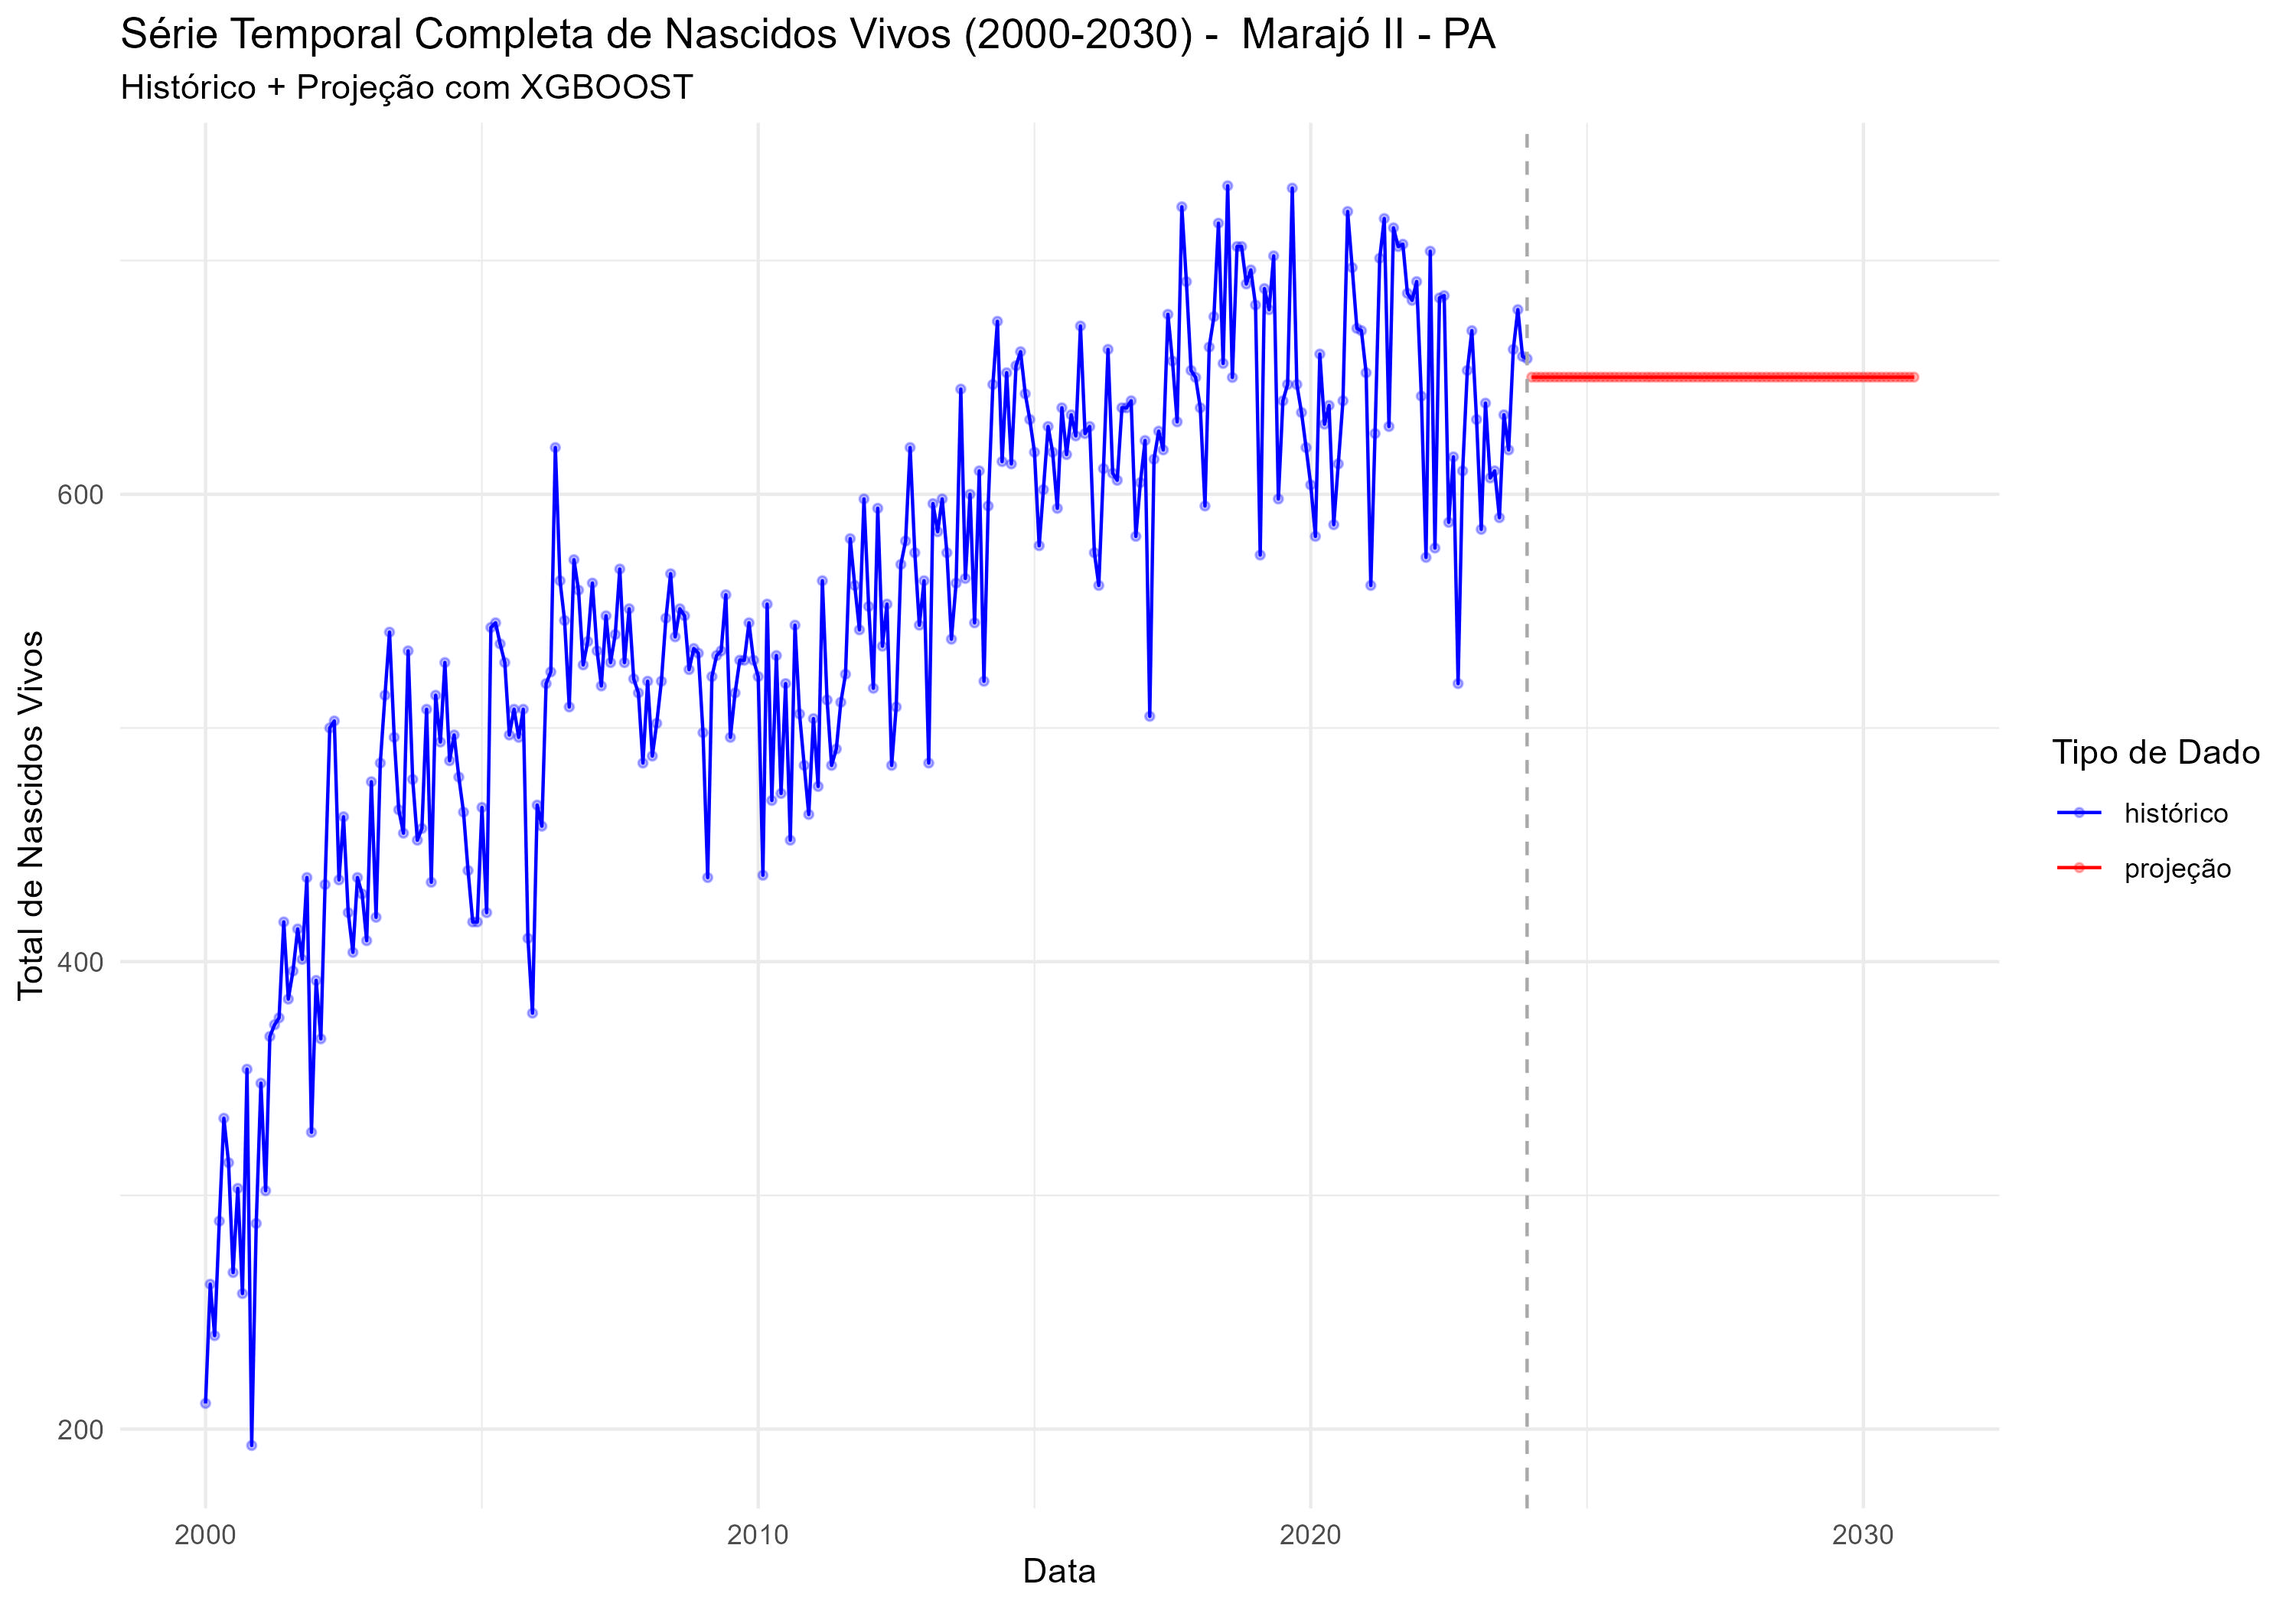 Série Temporal Completa de Nascidos Vivos (2000-2030) -  Marajó II - PA
Histórico + Projeção com XGBOOST
Total de Nascidos Vivos
600
400
200
2000
2010
2020
2030
Data
Tipo de Dado
histórico
projeção